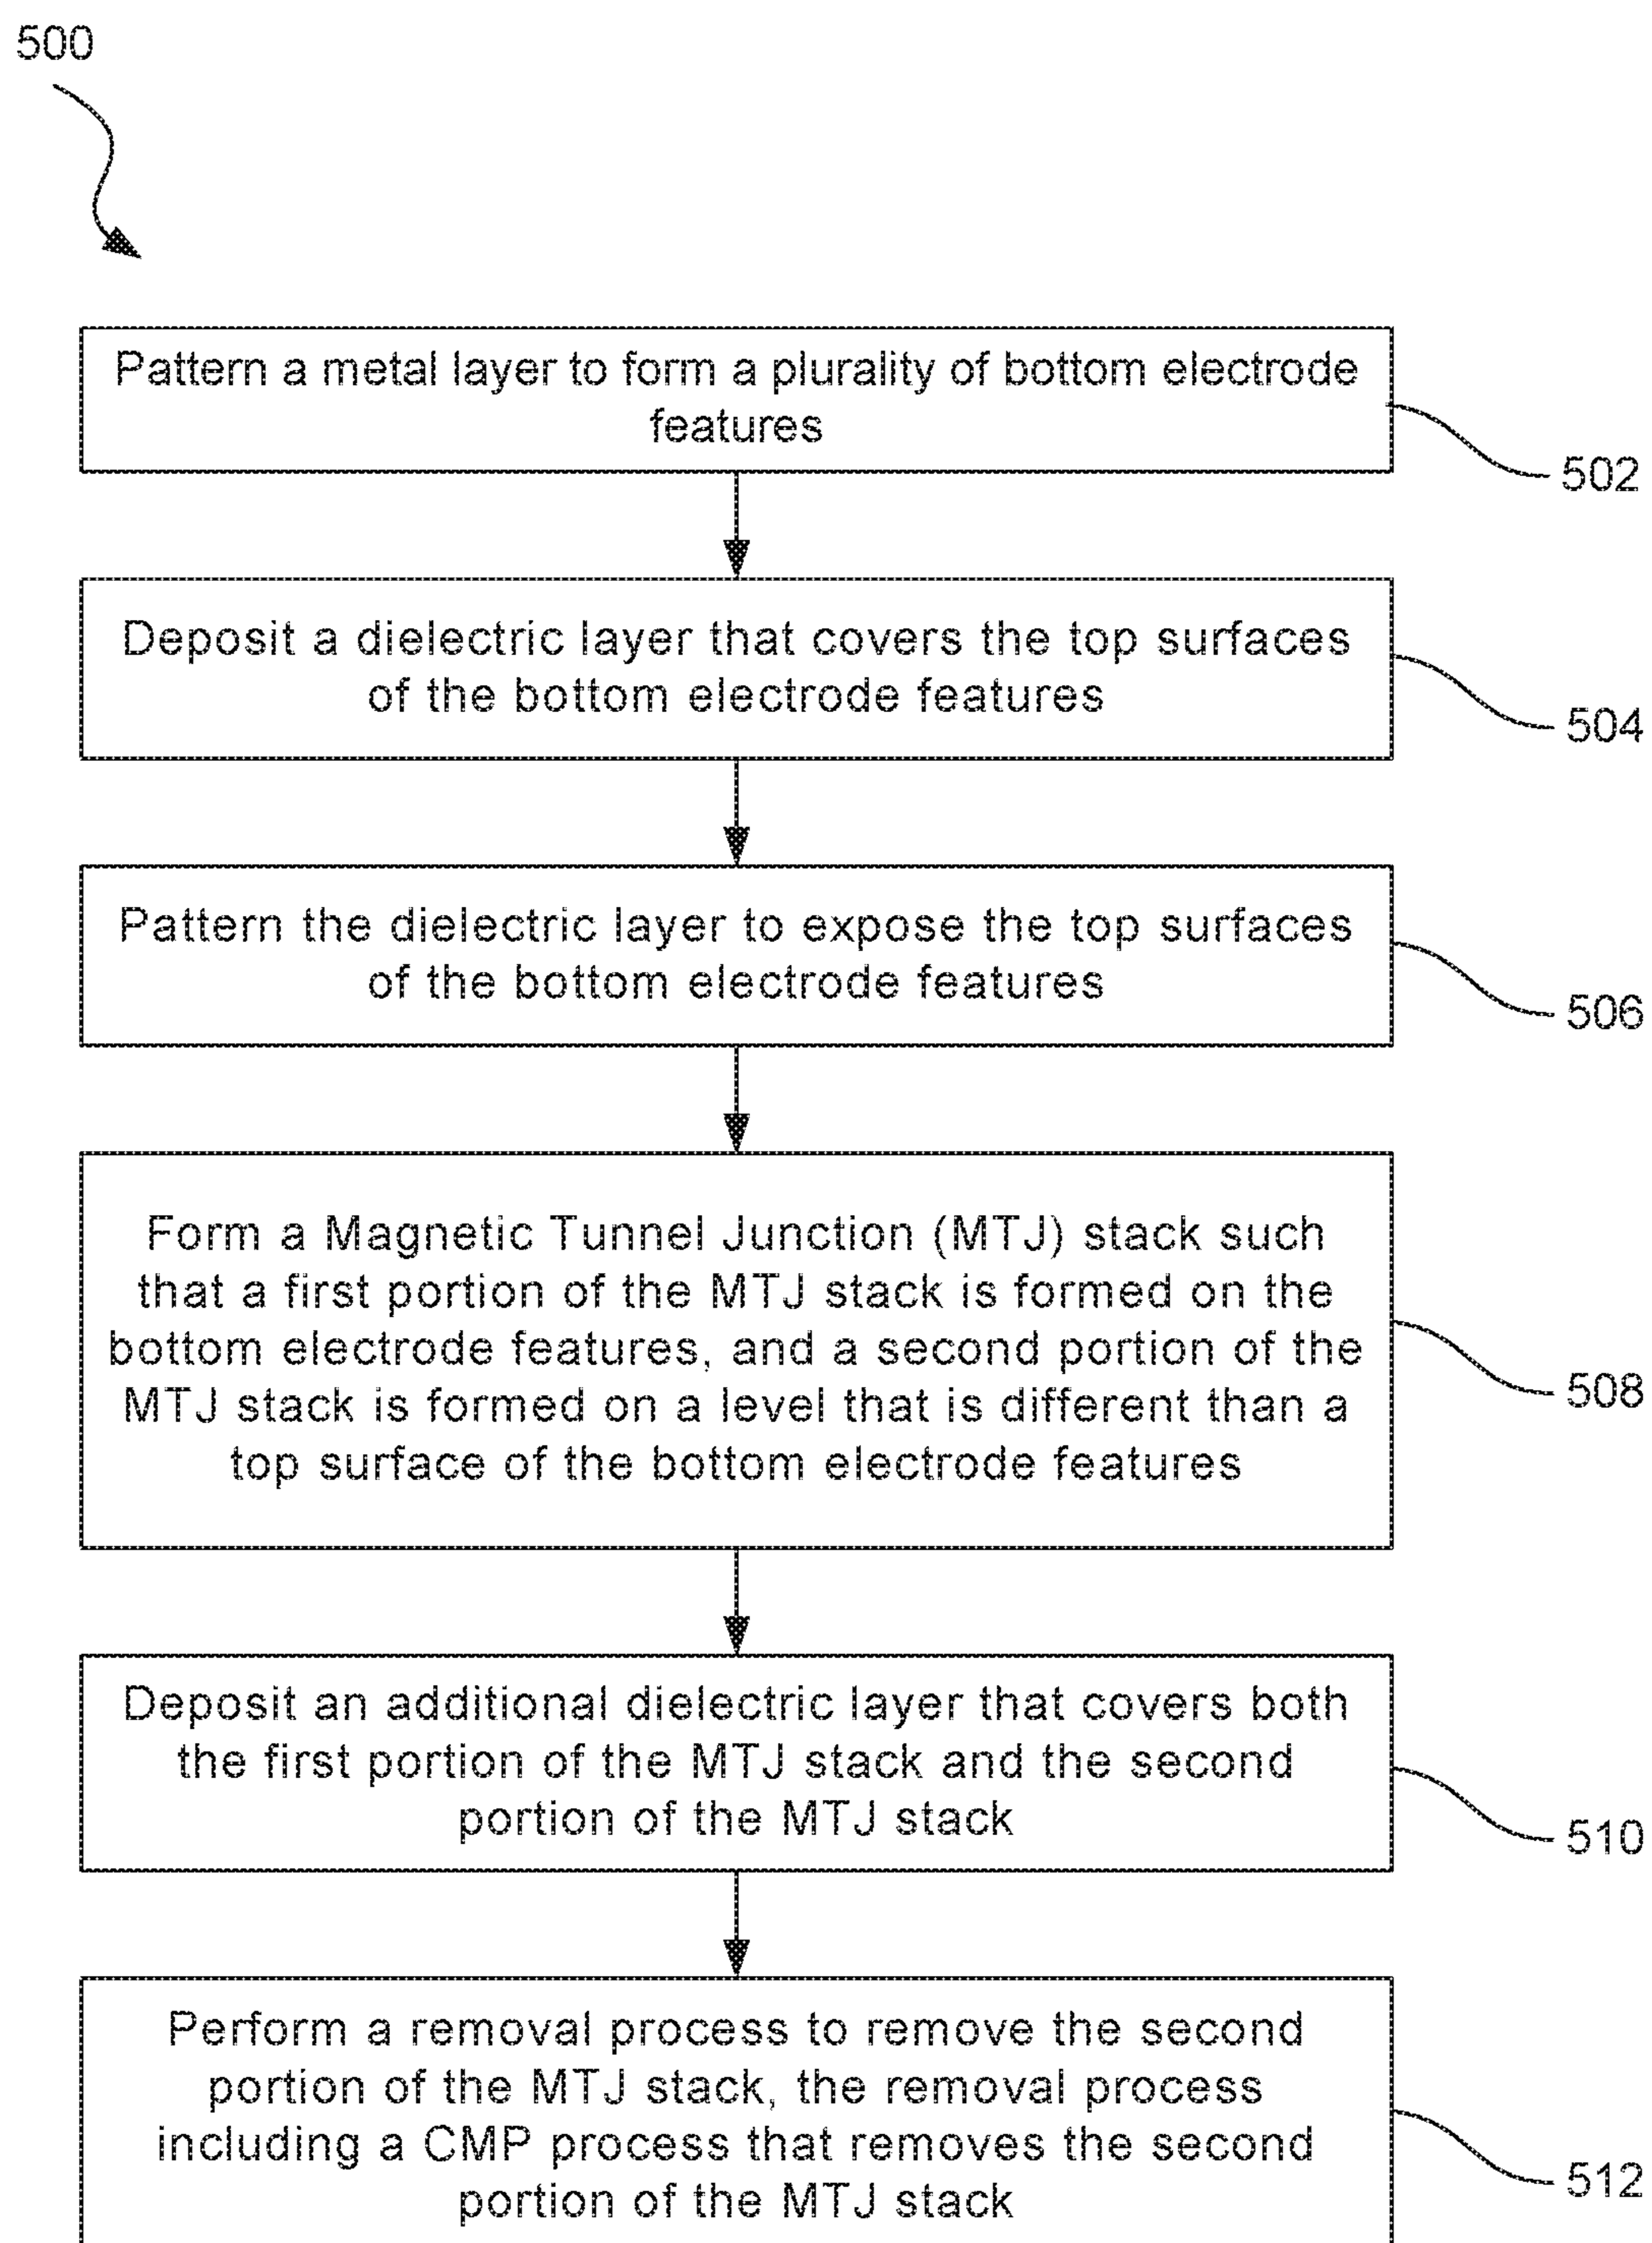 500
Pattern a metal layer to form a plurality of bottom electrode
features
502
Deposit a dielectric layer that covers the top surfaces
of the bottom electrode features
504
Pattern the dielectric layer to expose the top surfaces
of the bottom electrode features
506
Form a Magnetic Tunnel Junction (MTJ) stack such
that a first portion of the MTJ stack is formed on the
bottom electrode features, and a second portion of the
MTJ stack is formed on a level that is different than a
top surface of the bottom electrode features
508
Deposit an additional dielectric layer that covers both
the first portion of the MTJ stack and the second
portion of the MTJ stack
510
Perform a removal process to remove the second
portion of the MTJ stack, the removal process
including a CMP process that removes the second
portion of the MTJ stack
512